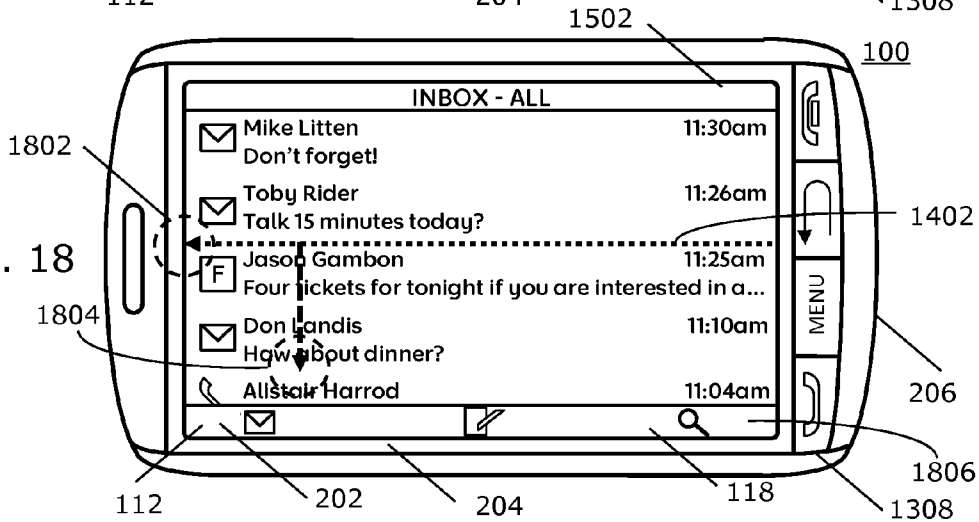 112 204 1308
1502
100
INBOX - ALL
Mike Litten 11:30am
Don't forget!
1802
Toby Rider 11:26am
Talk 15 minutes today?
1402
. 18
Jason Gambon 11:25am
F
Four tickets for tonight if you are interested in a...
MENU
1804
Don Landis 11:10am
How about dinner?
206
Alistair Harrod 11:04am
1806
112 202 204 118 1308